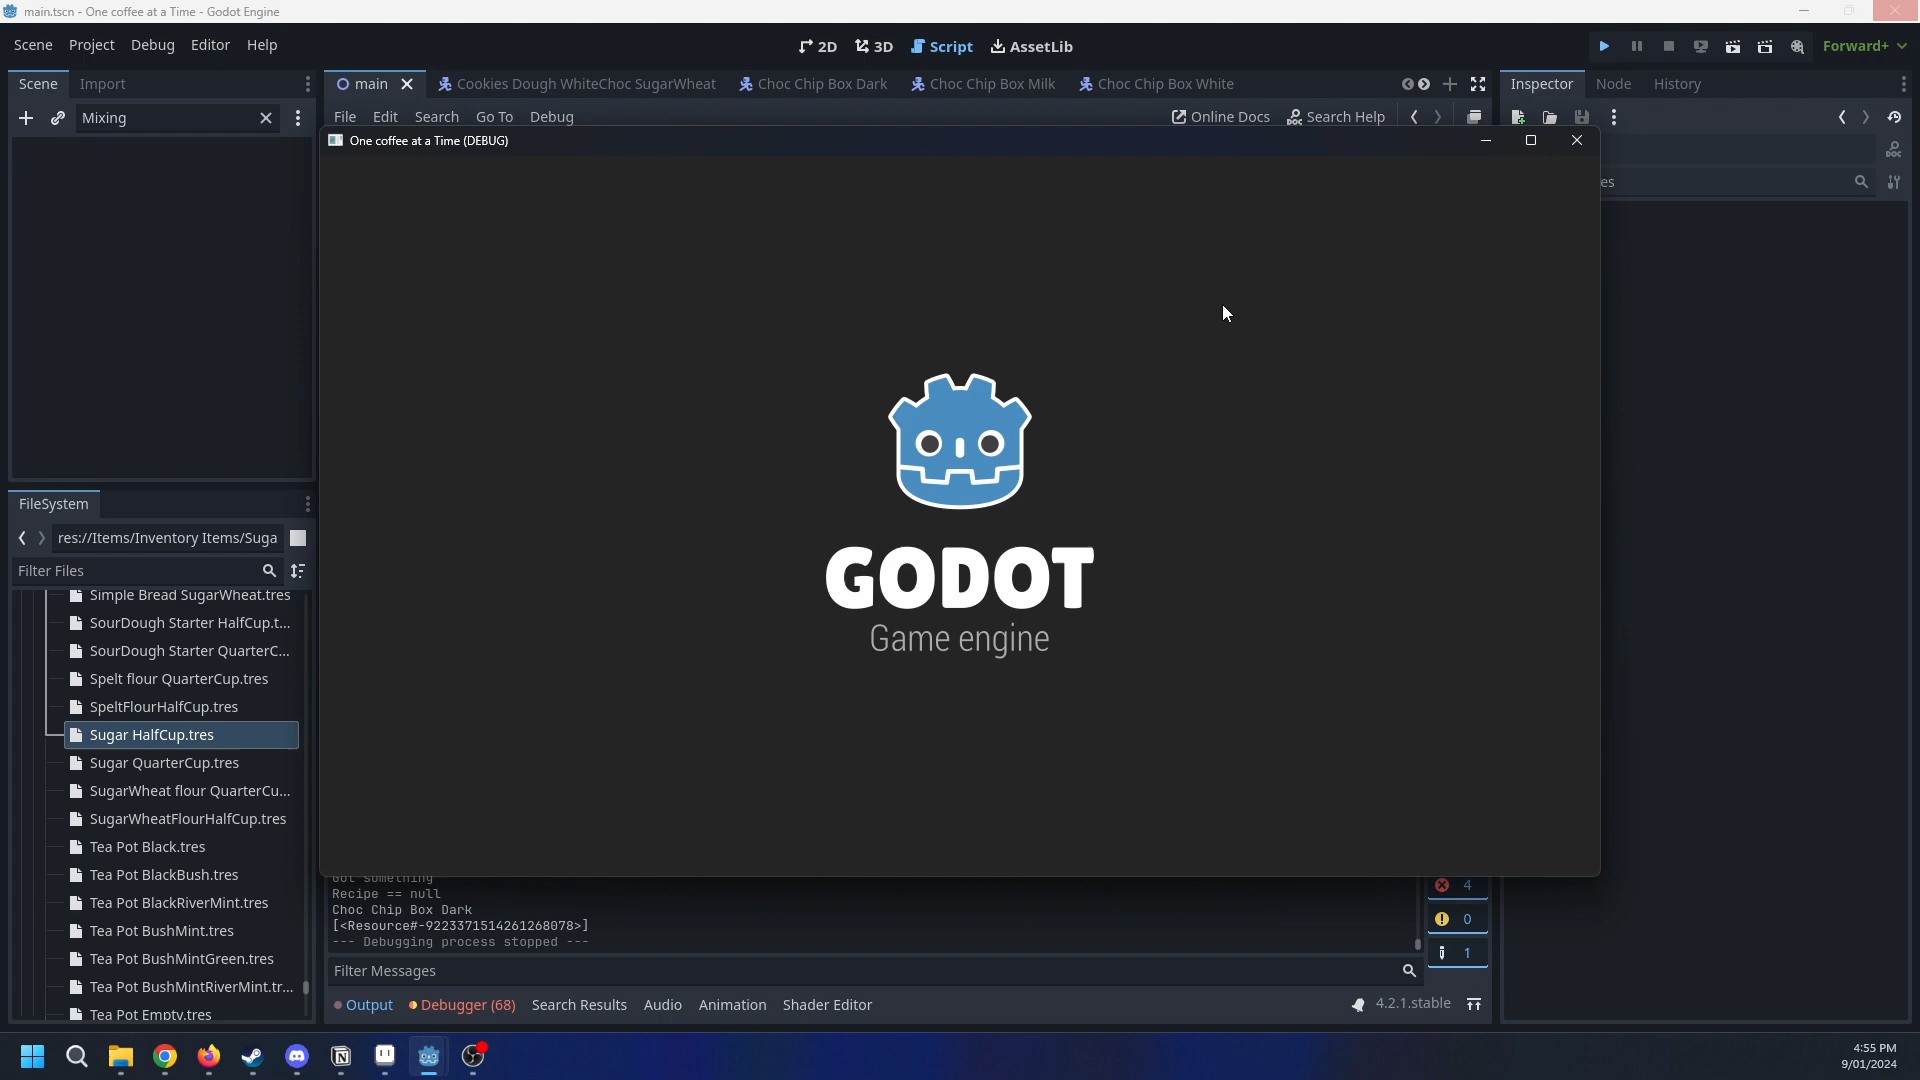 main.tscn - One coffee at a Time - Godot Engine
Scene Project Debug Editor Help
2D 3D Script AssetLib
Forward+
Scene Import
main Cookies Dough WhiteChoc SugarWheat Choc Chip Box Dark Choc Chip Box Milk Choc Chip Box White
Inspector Node History
Mixing
File Edit Search Go To Debug
Online Docs Search Help
One coffee at a Time (DEBUG)
es
GODOT
Game engine
FileSystem
res://Items/Inventory Items/Suga
Filter Files
Simple Bread SugarWheat.tres
SourDough Starter HalfCup.t...
SourDough Starter QuarterC...
Spelt flour QuarterCup.tres
SpeltFlourHalfCup.tres
Sugar HalfCup.tres
Sugar QuarterCup.tres
SugarWheat flour QuarterCu...
SugarWheatFlourHalfCup.tres
Tea Pot Black.tres
Tea Pot BlackBush.tres
Tea Pot BlackRiverMint.tres
Tea Pot BushMint.tres
Tea Pot BushMintGreen.tres
Tea Pot BushMintRiverMint.tr...
Tea Pot Empty.tres
Got something
Recipe == null
Choc Chip Box Dark
[<Resource#-9223371514261268078>]
--- Debugging process stopped ---
4
0
1
Filter Messages
Output Debugger (68) Search Results Audio Animation Shader Editor
4.2.1.stable
4:55 PM
9/01/2024